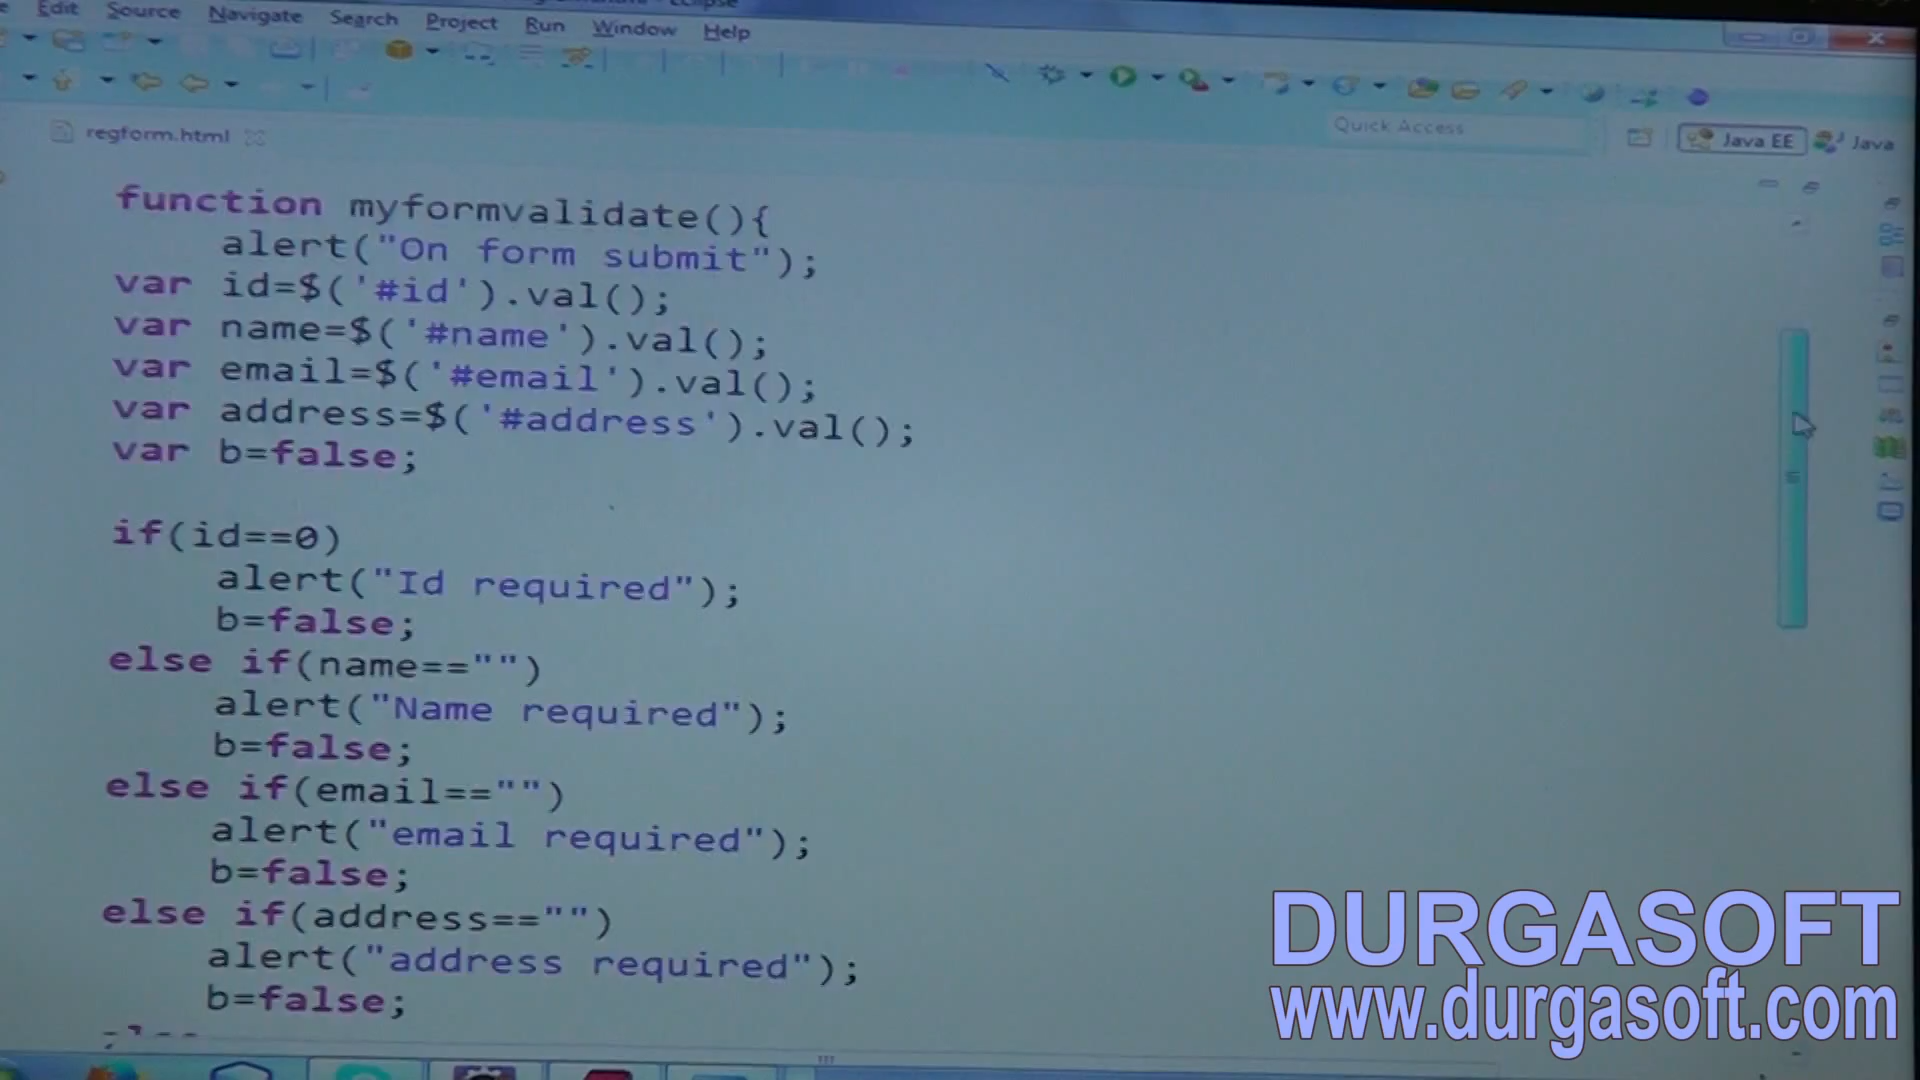 Edit Source Navigate Search Project Run Window Help
Quick Access
Java EE
Java
regform.html
function myformvalidate(){
alert("On form submit");
var id=$('#id').val();
var name=$('#name').val();
var email=$('#email').val();
var address=$('#address').val();
var b=false;
if(id==0)
alert("Id required");
b=false;
else if(name=="")
alert("Name required");
b=false;
else if(email=="")
alert("email required");
b=false;
else if(address=="")
alert("address required");
b=false;
DURGASOFT
www.durgasoft.com